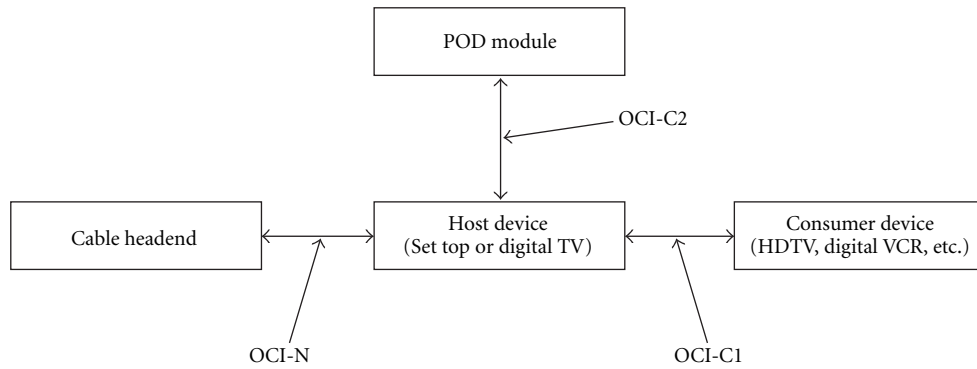 POD module
OCI-C2
Cable headend
Host device
(Set top or digital TV)
Consumer device
(HDTV, digital VCR, etc.)
OCI-N
OCI-C1